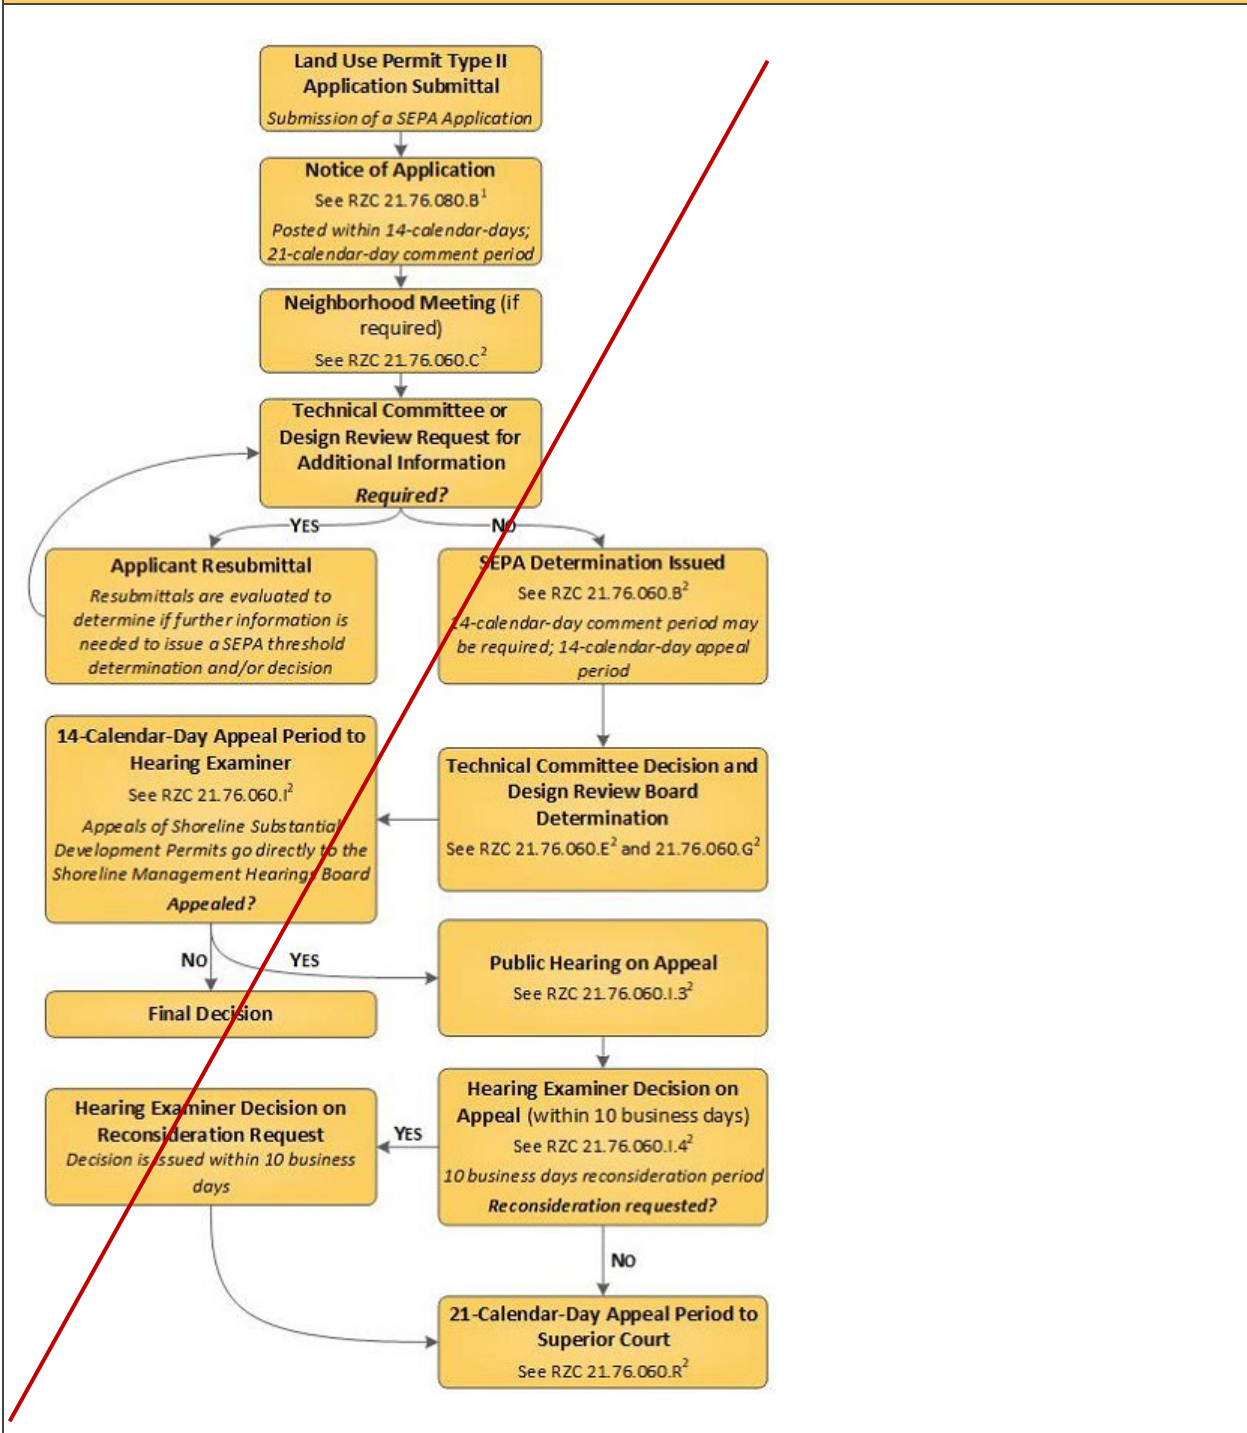 Land Use Permit Type II
Application Submittal
Submission of a SEPA Application
Notice of Application
See RZC 21.76.080.B¹
Posted within 14-calendar-days;
21-calendar-day comment period
Neighborhood Meeting (if
required)
See RZC 21.76.060.C²
Technical Committee or
Design Review Request for
Additional Information
Required?
YES
NO
Applicant Resubmittal
Resubmittals are evaluated to
determine if further information is
needed to issue a SEPA threshold
determination and/or decision
SEPA Determination Issued
See RZC 21.76.060.B²
14-calendar-day comment period may
be required; 14-calendar-day appeal
period
Technical Committee Decision and
Design Review Board
Determination
See RZC 21.76.060.E² and 21.76.060.G²
14-Calendar-Day Appeal Period to
Hearing Examiner
See RZC 21.76.060.I²
Appeals of Shoreline Substantial
Development Permits go directly to the
Shoreline Management Hearings Board
Appealed?
NO
YES
Final Decision
Public Hearing on Appeal
See RZC 21.76.060.I.3²
Hearing Examiner Decision on
Appeal (within 10 business days)
See RZC 21.76.060.I.4²
10 business days reconsideration period
Reconsideration requested?
YES
Hearing Examiner Decision on
Reconsideration Request
Decision is issued within 10 business
days
NO
21-Calendar-Day Appeal Period to
Superior Court
See RZC 21.76.060.R²